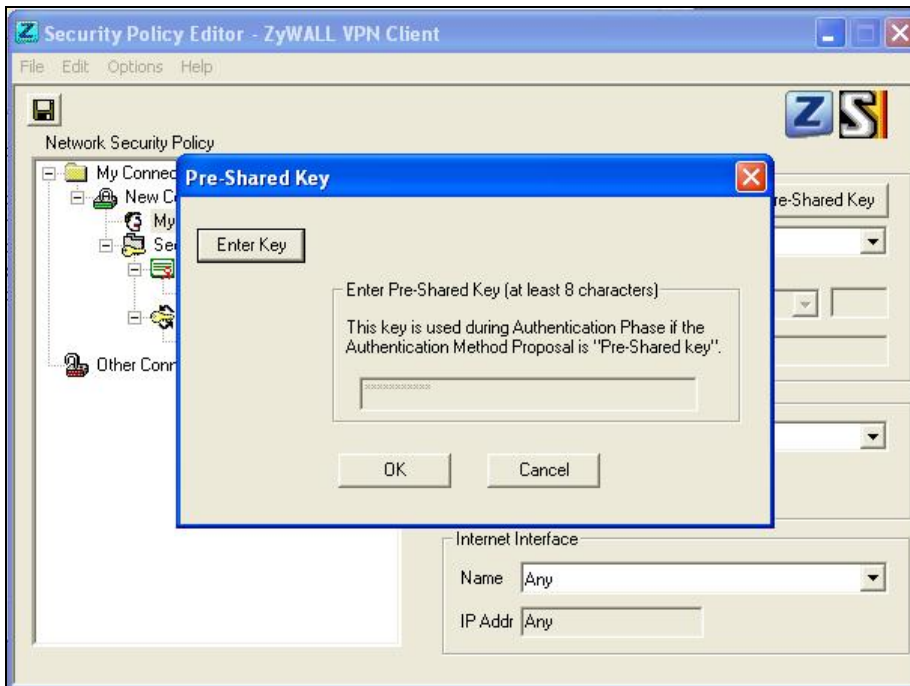 Security Policy Editor - ZyWALL VPN Client
File Edit Options Help
Z S
Network Security Policy
My Connec
New C
My
Sec
Other Conn
Pre-Shared Key
Enter Key
Enter Pre-Shared Key (at least 8 characters)
This key is used during Authentication Phase if the
Authentication Method Proposal is "Pre-Shared key".
***********
OK Cancel
re-Shared Key
Internet Interface
Name Any
IP Addr Any